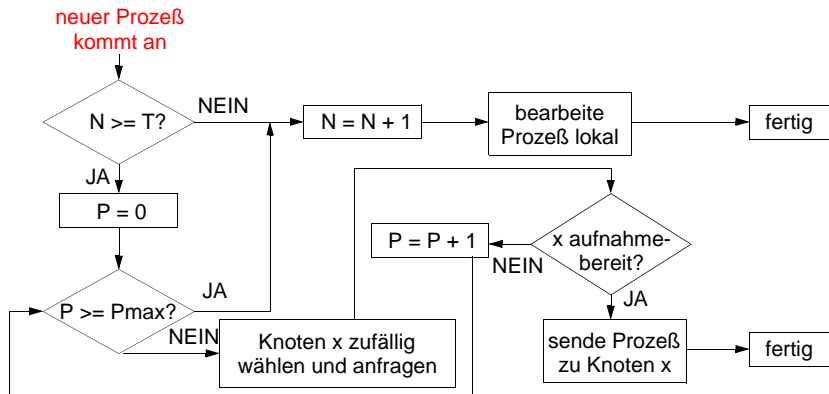 neuer Prozeß
kommt an
N >= T?
NEIN
N = N + 1
bearbeite
Prozeß lokal
fertig
JA
P = 0
P = P + 1
NEIN
x aufnahme-
bereit?
JA
P >= Pmax?
JA
NEIN
Knoten x zufällig
wählen und anfragen
sende Prozeß
zu Knoten x
fertig